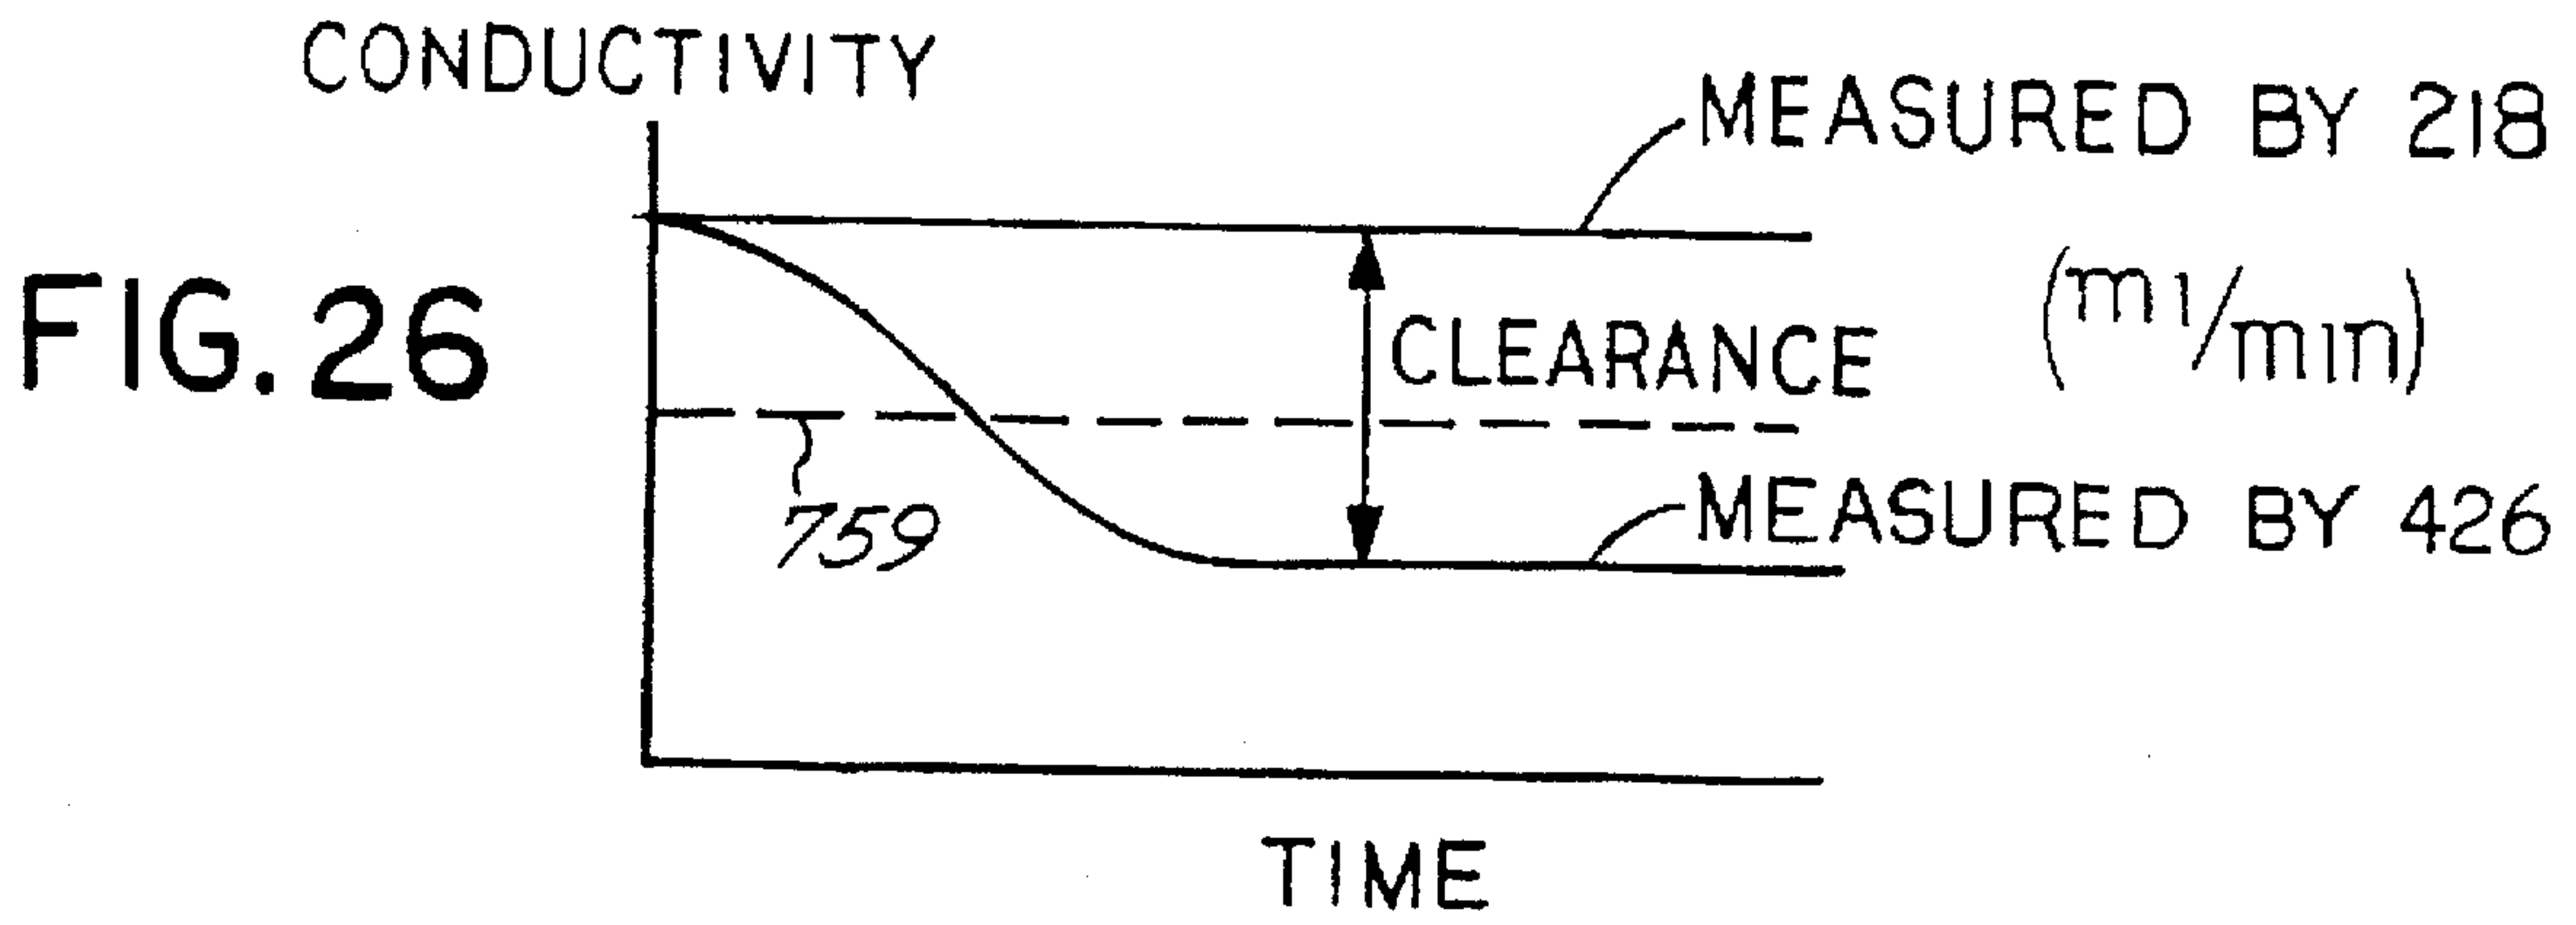 CONDUCTIVITY
MEASURED BY 218
FIG. 26
CLEARANCE (ml/min)
759
MEASURED BY 426
TIME